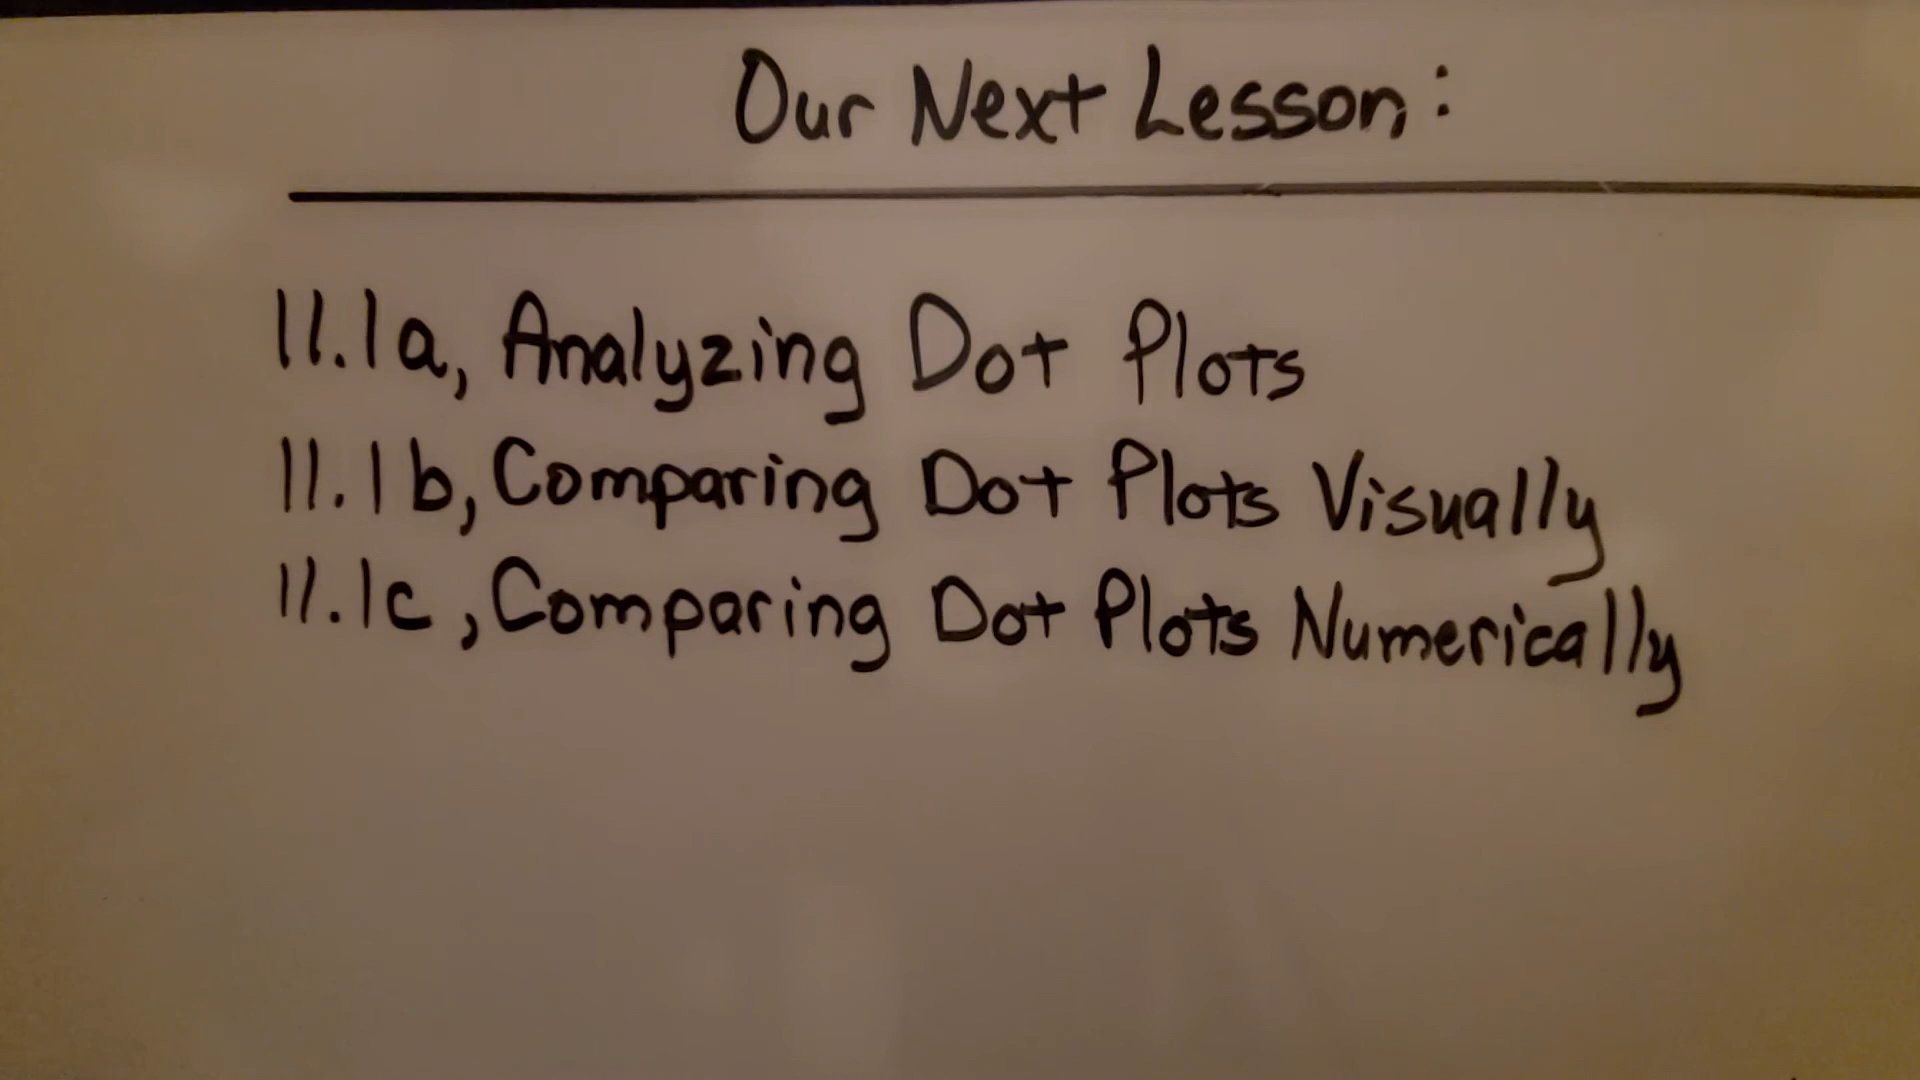 Our Next Lesson:
11.1a, Analyzing Dot Plots
11.1b, Comparing Dot Plots Visually
11.1c, Comparing Dot Plots Numerically